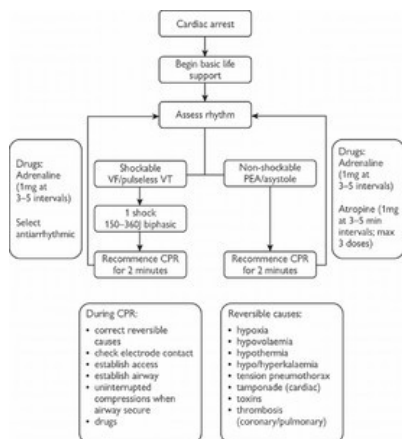 Cardiac arrest
Begin basic life
support
Assess rhythm
Drugs:
Adrenaline
(1mg at
3–5 intervals)
Select
antiarrhythmic
Shockable
VF/pulseless VT
1 shock
150–360J biphasic
Recommence CPR
for 2 minutes
Non-shockable
PEA/asystole
Recommence CPR
for 2 minutes
Drugs:
Adrenaline
(1mg at
3–5 intervals)
Atropine (1mg
at 3–5 min
intervals; max
3 doses)
During CPR:
• correct reversible
causes
• check electrode contact
• establish access
• establish airway
• uninterrupted
compressions when
airway secure
• drugs
Reversible causes:
• hypoxia
• hypovolaemia
• hypothermia
• hypo/hyperkalaemia
• tension pneumothorax
• tamponade (cardiac)
• toxins
• thrombosis
(coronary/pulmonary)